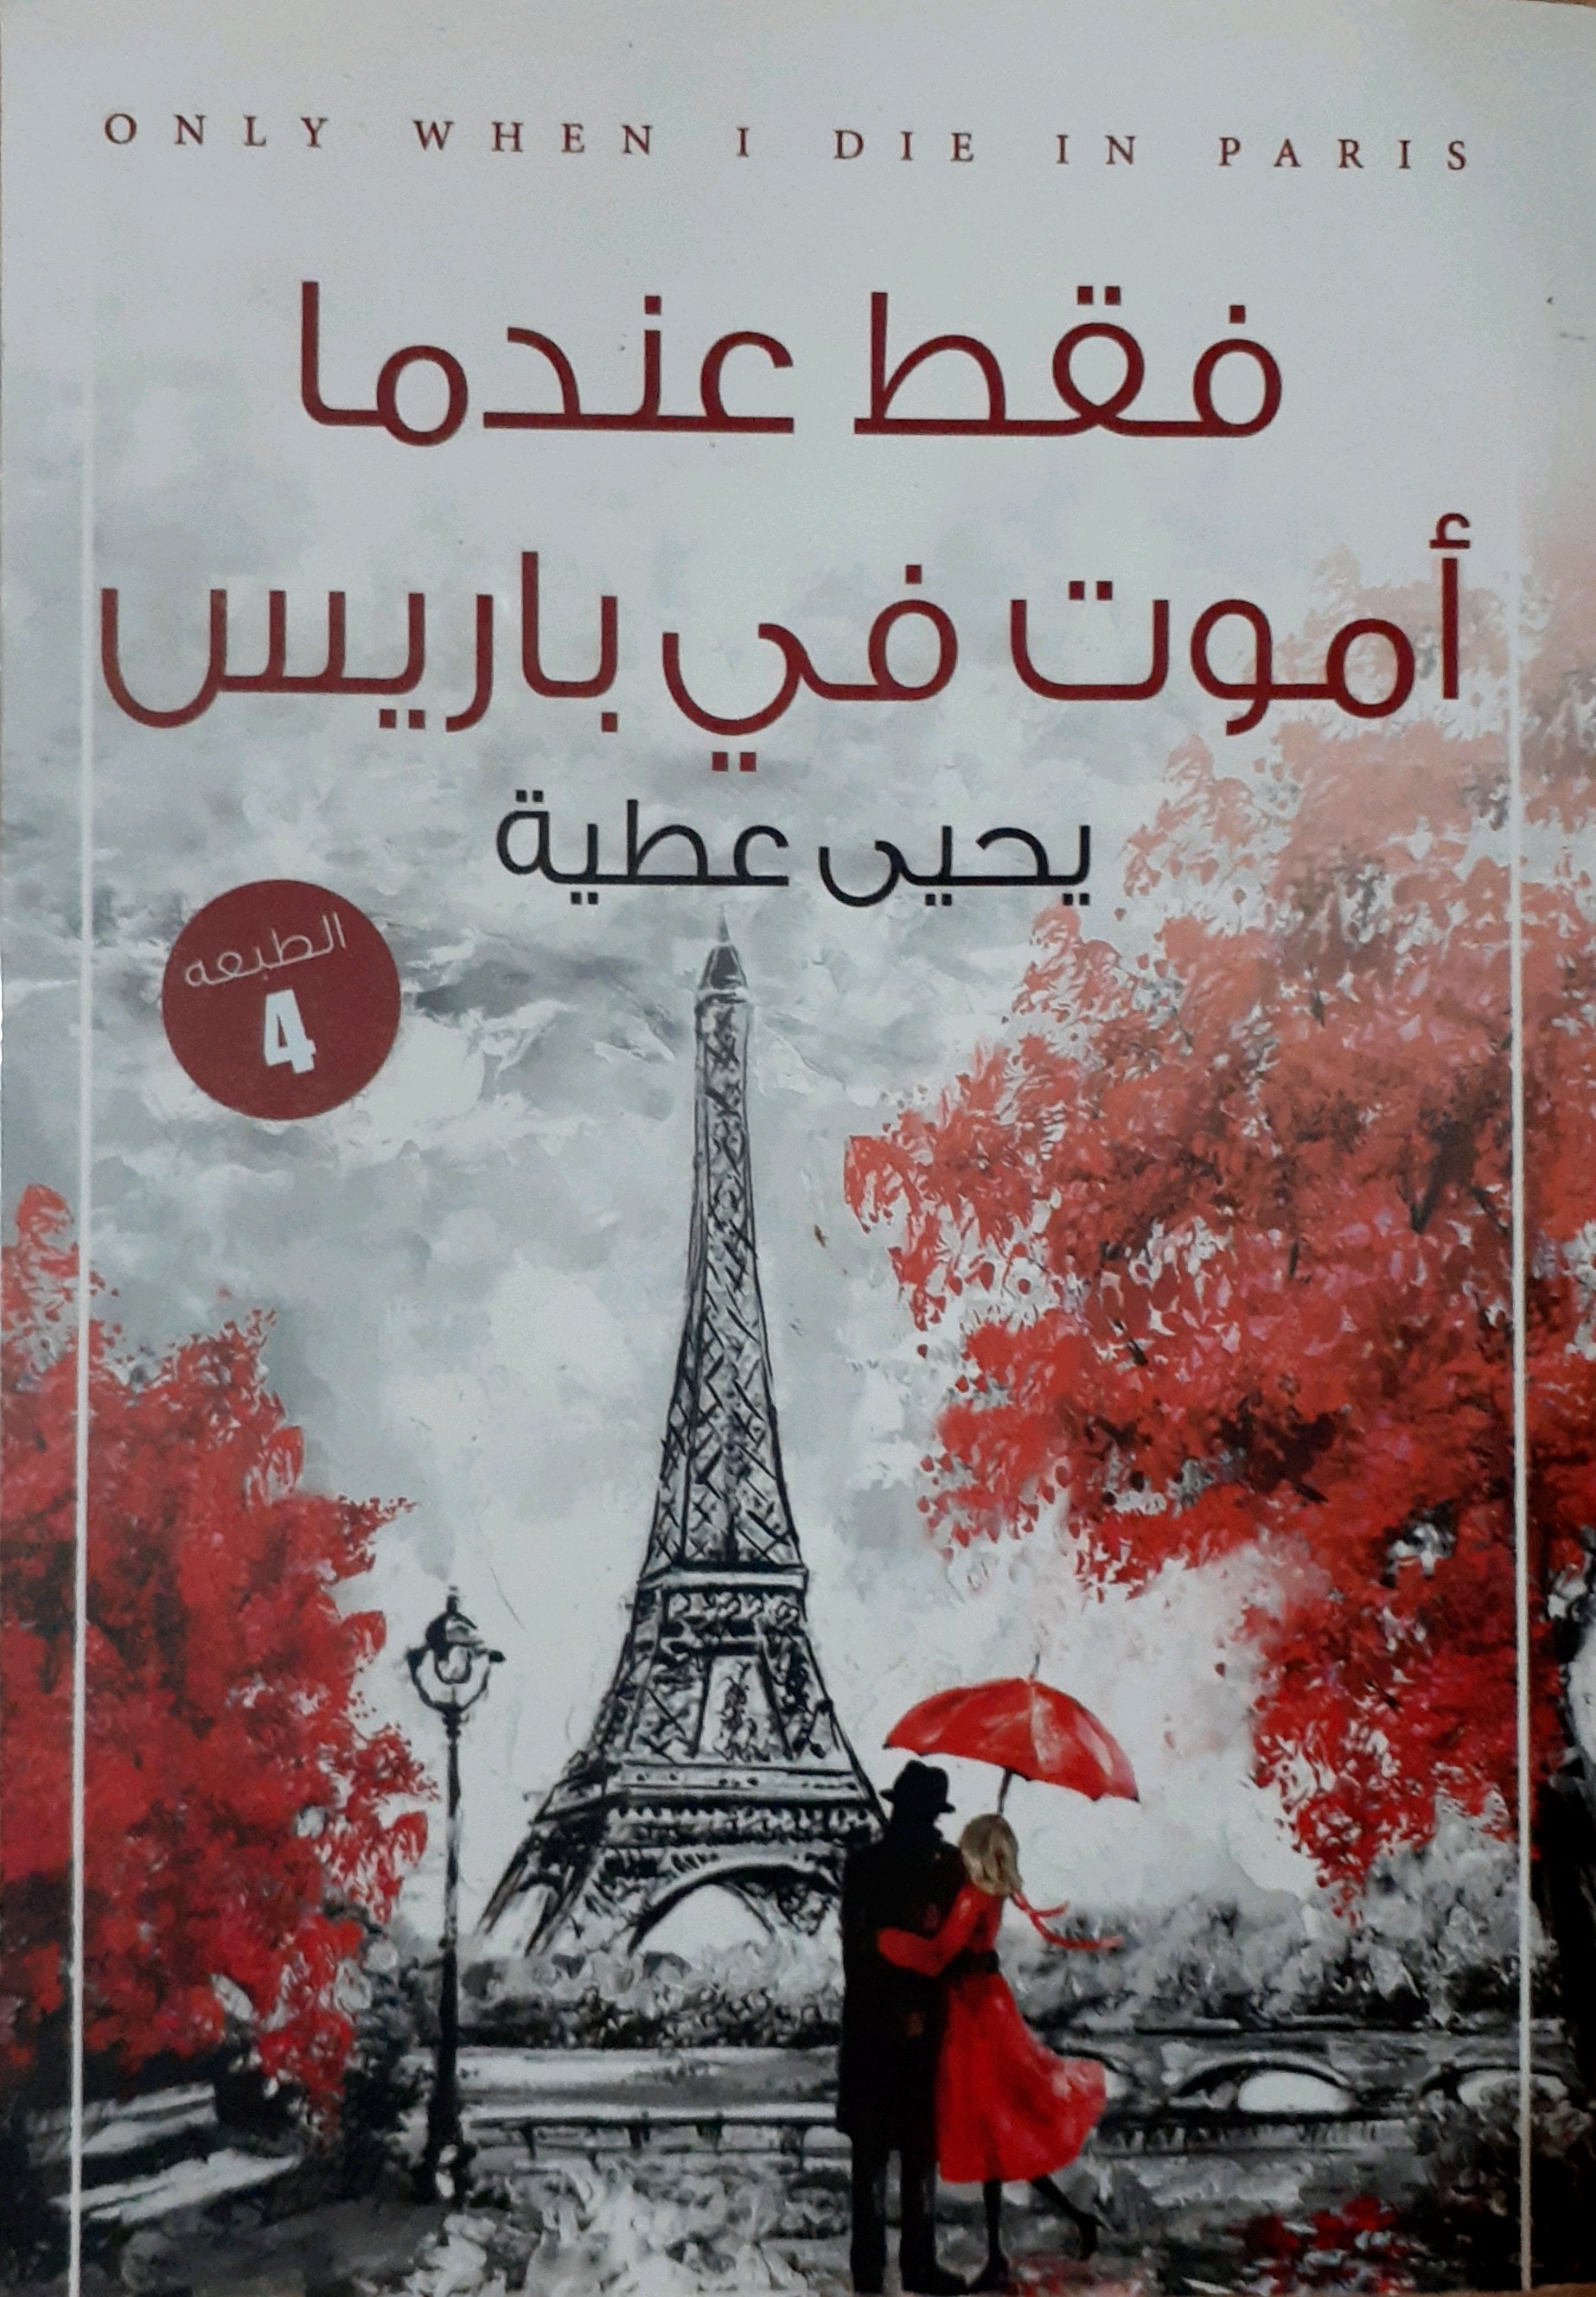 ONLY WHEN I DIE IN PARIS
فقط عندما
أموت في باريس
يحيى عطية
الطبعه
4